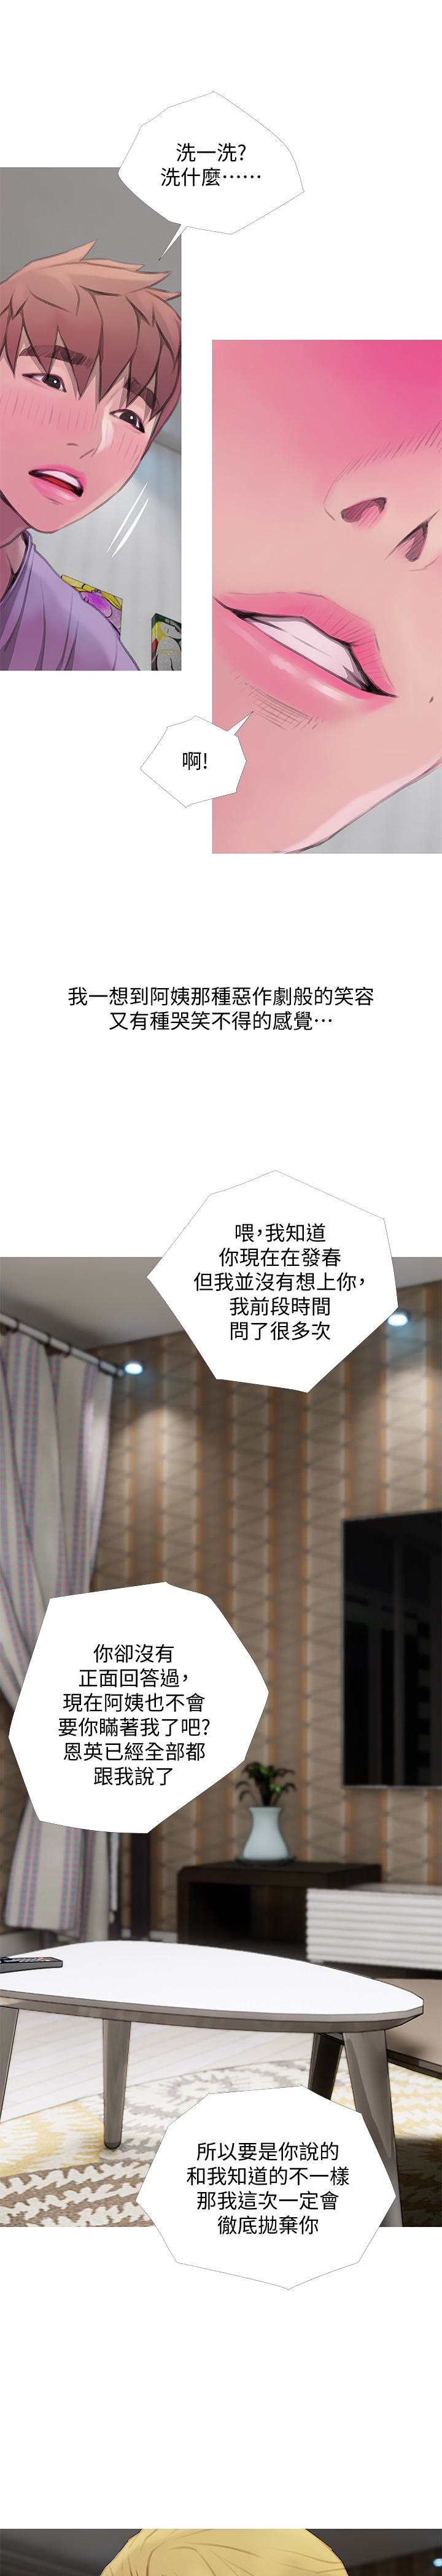 洗一洗?
洗什麼⋯⋯
啊!
我一想到阿姨那種惡作劇般的笑容
又有種哭笑不得的感覺⋯
喂,我知道
你現在在發春
但我並沒有想上你,
我前段時間
問了很多次
你卻沒有
正面回答過,
現在阿姨也不會
要你瞞著我了吧?
恩英已經全部都
跟我說了
所以要是你說的
和我知道的不一樣
那我這次一定會
徹底拋棄你